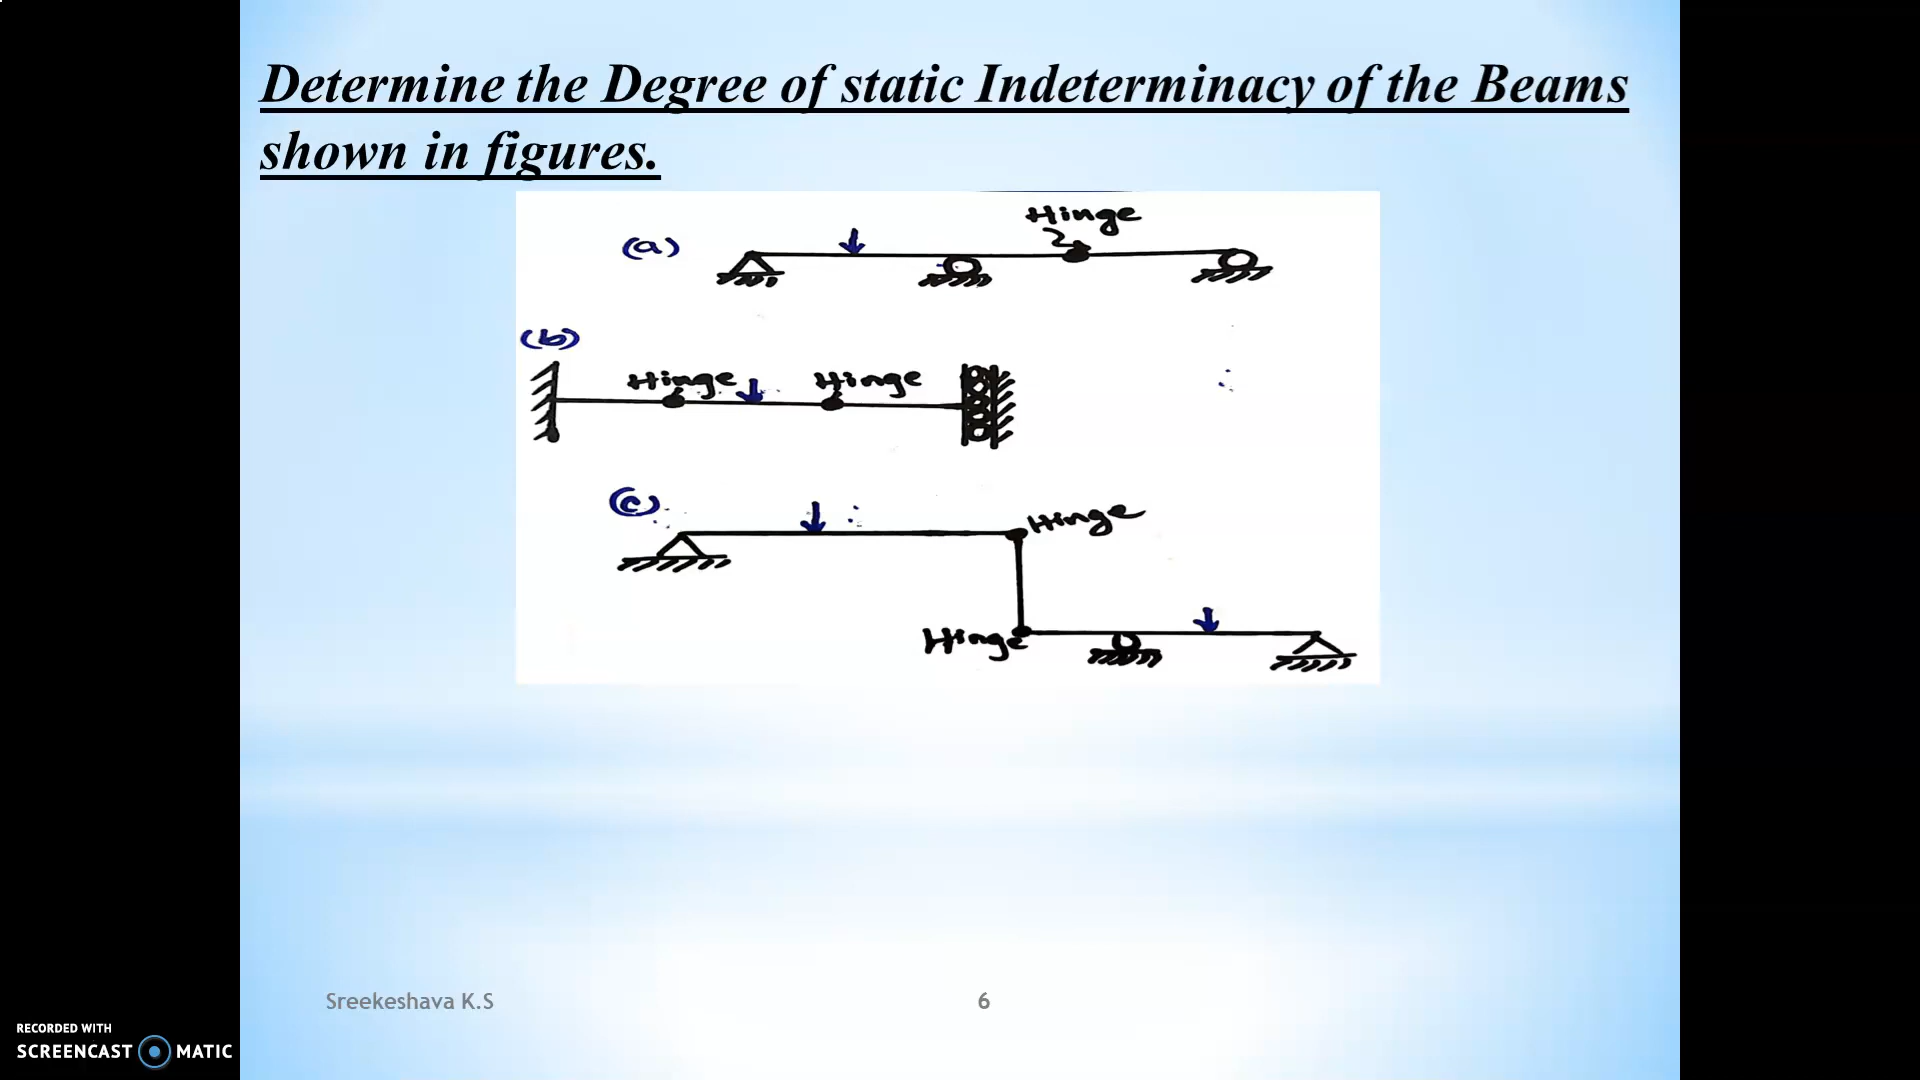 Determine the Degree of static Indeterminacy of the Beams
shown in figures.
Hinge
(a)
(b)
Hinge Hinge
(c)
Hinge
Hinge
Sreekeshava K.S 6
RECORDED WITH
SCREENCAST MATIC